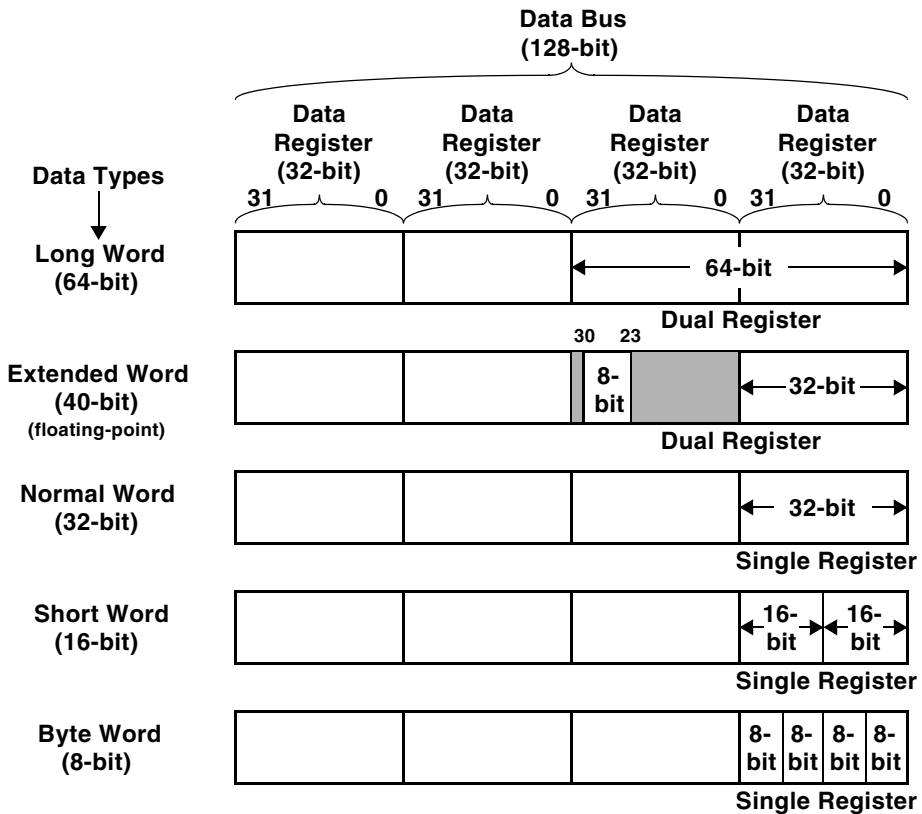 Data Bus
(128-bit)
Data Register (32-bit)
Data Register (32-bit)
Data Register (32-bit)
Data Register (32-bit)
31 0 31 0 31 0 31 0
Data Types
Long Word
(64-bit)
64-bit
Dual Register
30 23
Extended Word
(40-bit)
(floating-point)
8-
bit
32-bit
Dual Register
Normal Word
(32-bit)
32-bit
Single Register
Short Word
(16-bit)
16-
bit
16-
bit
Single Register
Byte Word
(8-bit)
8-
bit
8-
bit
8-
bit
8-
bit
Single Register